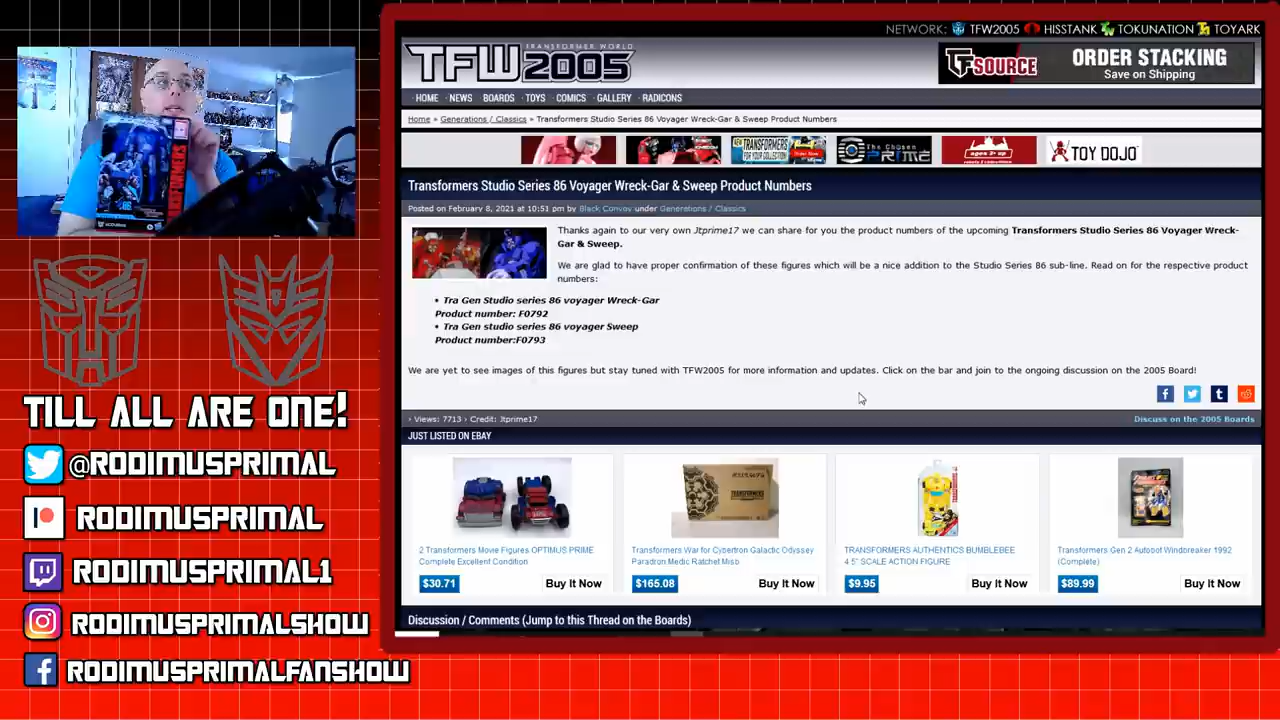 NETWORK: TFW2005 HISSTANK TOKUNATION TOYARK
TRANSFORMER WORLD
TFW2005
TFSOURCE
ORDER STACKING
Save on Shipping
· HOME · NEWS BOARDS · TOYS COMICS GALLERY · RADICONS
Home » Generations / Classics » Transformers Studio Series 86 Voyager Wreck-Gar & Sweep Product Numbers
The Chosen PRIME
TOY DOJO
Transformers Studio Series 86 Voyager Wreck-Gar & Sweep Product Numbers
Posted on February 8, 2021 at 10:51 pm by Black Convoy under Generations / Classics
Thanks again to our very own Jtprime17 we can share for you the product numbers of the upcoming Transformers Studio Series 86 Voyager Wreck-
Gar & Sweep.
We are glad to have proper confirmation of these figures which will be a nice addition to the Studio Series 86 sub-line. Read on for the respective product
numbers:
• Tra Gen Studio series 86 voyager Wreck-Gar
Product number: F0792
• Tra Gen studio series 86 voyager Sweep
Product number:F0793
We are yet to see images of this figures but stay tuned with TFW2005 for more information and updates. Click on the bar and join to the ongoing discussion on the 2005 Board!
› Views: 7713 › Credit: Jtprime17
Discuss on the 2005 Boards
JUST LISTED ON EBAY
2 Transformers Movie Figures OPTIMUS PRIME
Complete Excellent Condition
$30.71 Buy It Now
Transformers War for Cybertron Galactic Odyssey
Paradron Medic Ratchet Misb
$165.08 Buy It Now
TRANSFORMERS AUTHENTICS BUMBLEBEE
4.5" SCALE ACTION FIGURE
$9.95 Buy It Now
Transformers Gen 2 Autobot Windbreaker 1992
(Complete)
$89.99 Buy It Now
Discussion / Comments (Jump to this Thread on the Boards)
TRANSFORMERS
TILL ALL ARE ONE!
@RODIMUSPRIMAL
RODIMUSPRIMAL
RODIMUSPRIMAL1
RODIMUSPRIMALSHOW
RODIMUSPRIMALFANSHOW